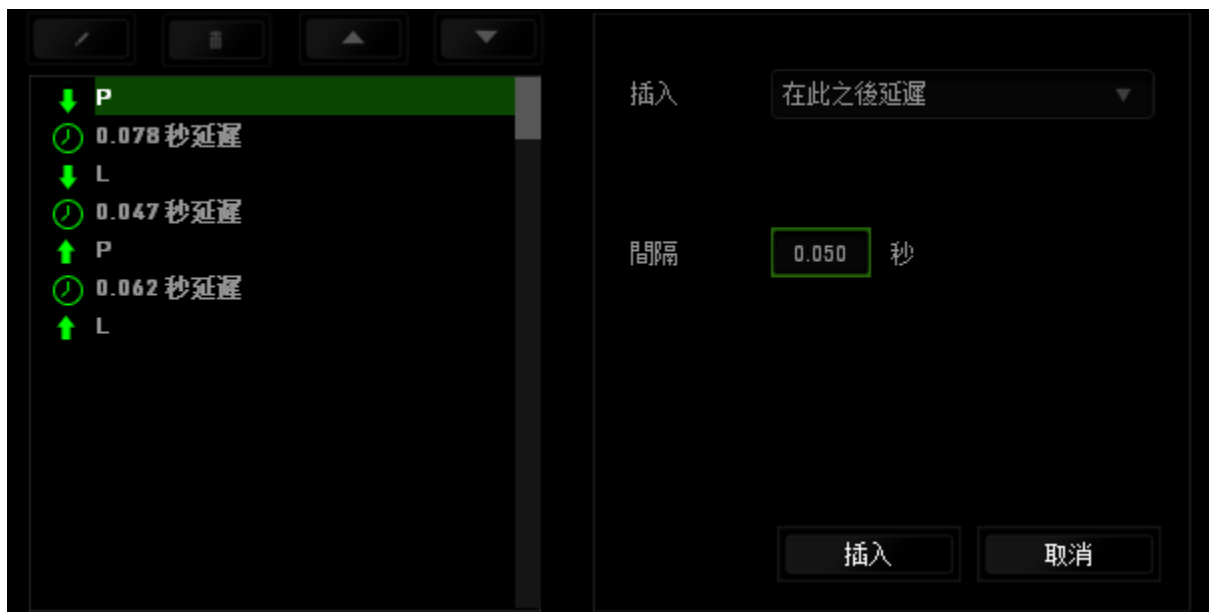 P
0.078 秒延遲
L
0.047 秒延遲
P
0.062 秒延遲
L
插入 在此之後延遲
間隔 0.050 秒
插入 取消